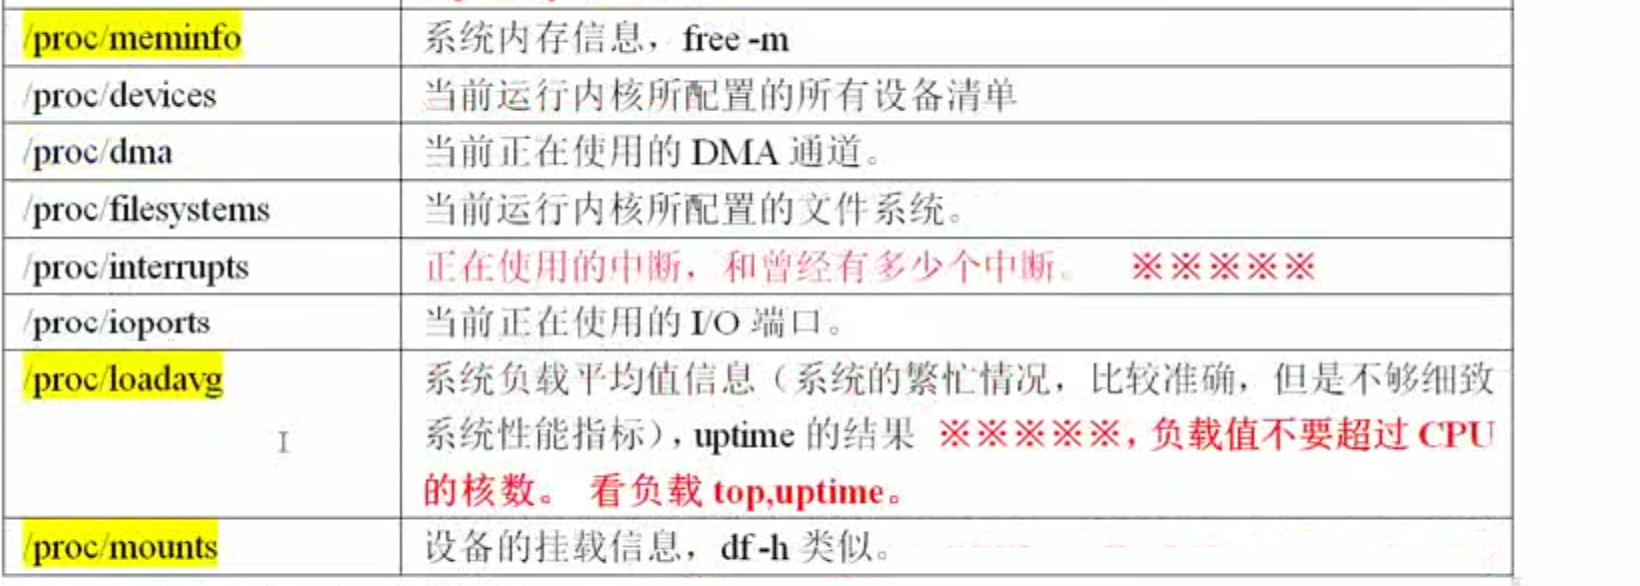 /proc/meminfo 系统内存信息，free -m
/proc/devices 当前运行内核所配置的所有设备清单
/proc/dma 当前正在使用的 DMA 通道。
/proc/filesystems 当前运行内核所配置的文件系统。
/proc/interrupts 正在使用的中断，和曾经有多少个中断。 ※※※※※
/proc/ioports 当前正在使用的 I/O 端口。
/proc/loadavg 系统负载平均值信息（系统的繁忙情况，比较准确，但是不够细致
系统性能指标），uptime 的结果 ※※※※※，负载值不要超过 CPU
的核数。 看负载 top,uptime。
/proc/mounts 设备的挂载信息，df -h 类似。